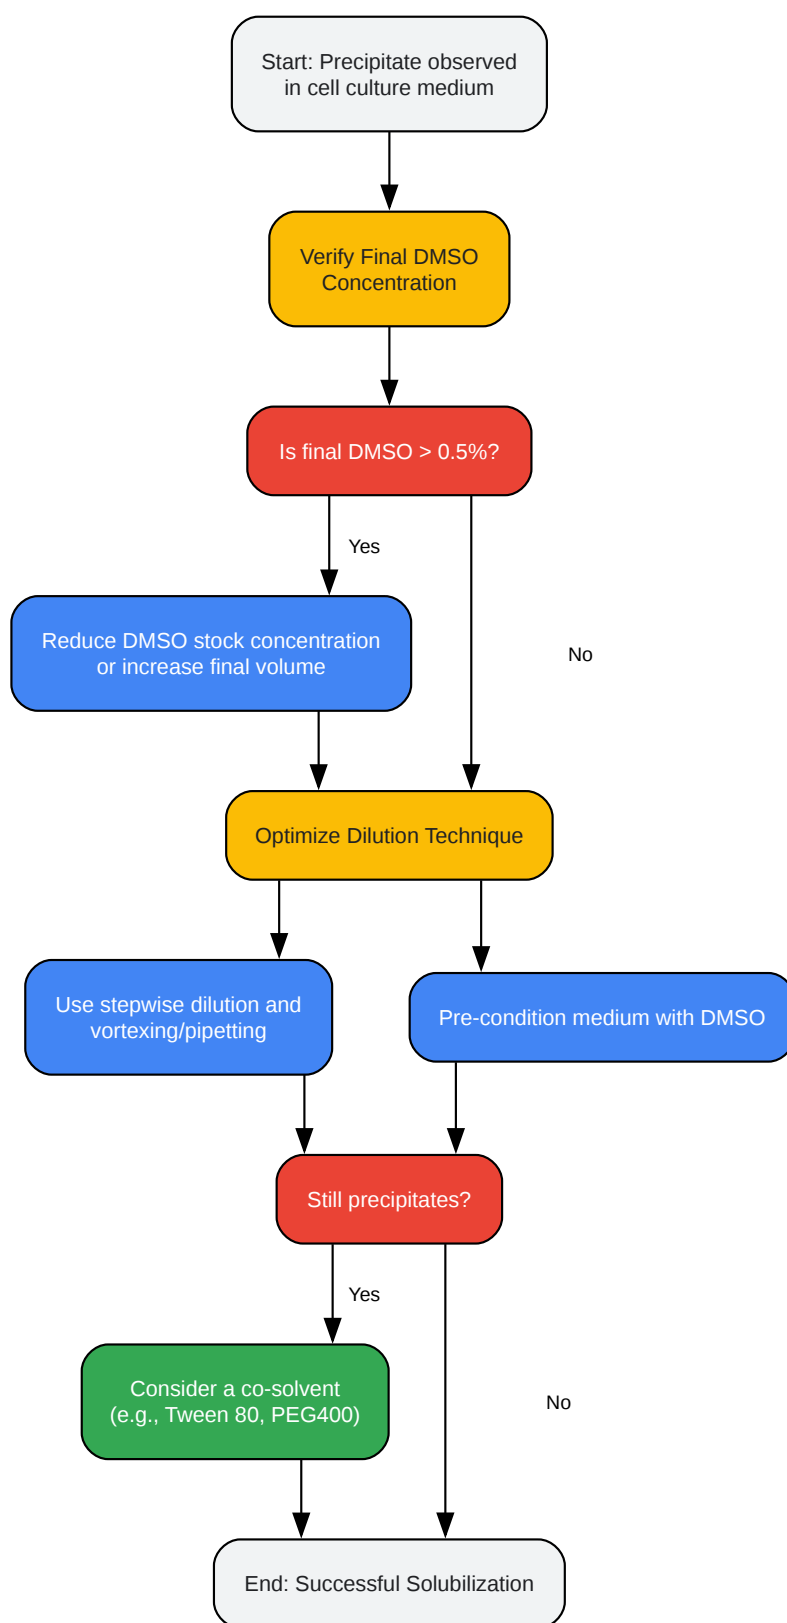 Start: Precipitate observed
in cell culture medium
Verify Final DMSO
Concentration
Is final DMSO > 0.5%?
Yes
Reduce DMSO stock concentration
or increase final volume
No
Optimize Dilution Technique
Use stepwise dilution and
vortexing/pipetting
Pre-condition medium with DMSO
Still precipitates?
Yes
Consider a co-solvent
(e.g., Tween 80, PEG400)
No
End: Successful Solubilization